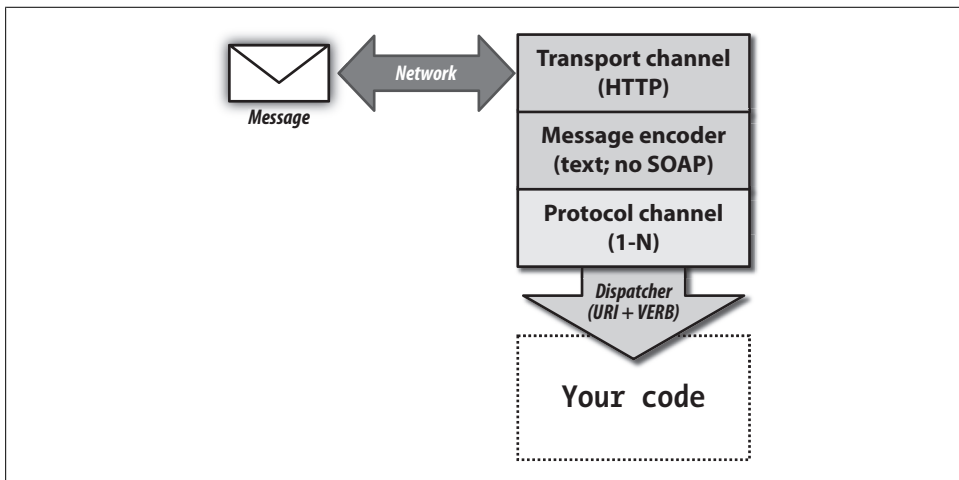 Message
Network
Transport channel
(HTTP)
Message encoder
(text; no SOAP)
Protocol channel
(1-N)
Dispatcher
(URI + VERB)
Your code